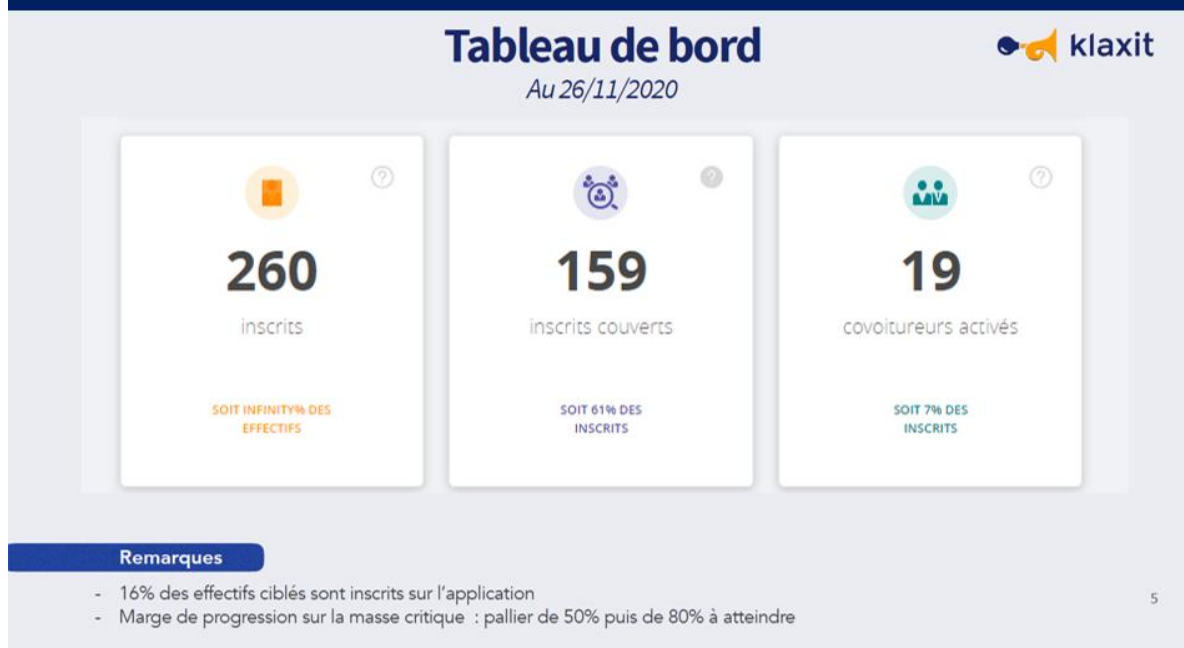 Tableau de bord
Au 26/11/2020
klaxit
260
inscrits
SOIT INFINITY% DES
EFFECTIFS
159
inscrits couverts
SOIT 61% DES
INSCRITS
19
covoitureurs activés
SOIT 7% DES
INSCRITS
Remarques
- 16% des effectifs ciblés sont inscrits sur l'application
- Marge de progression sur la masse critique : pallier de 50% puis de 80% à atteindre
5